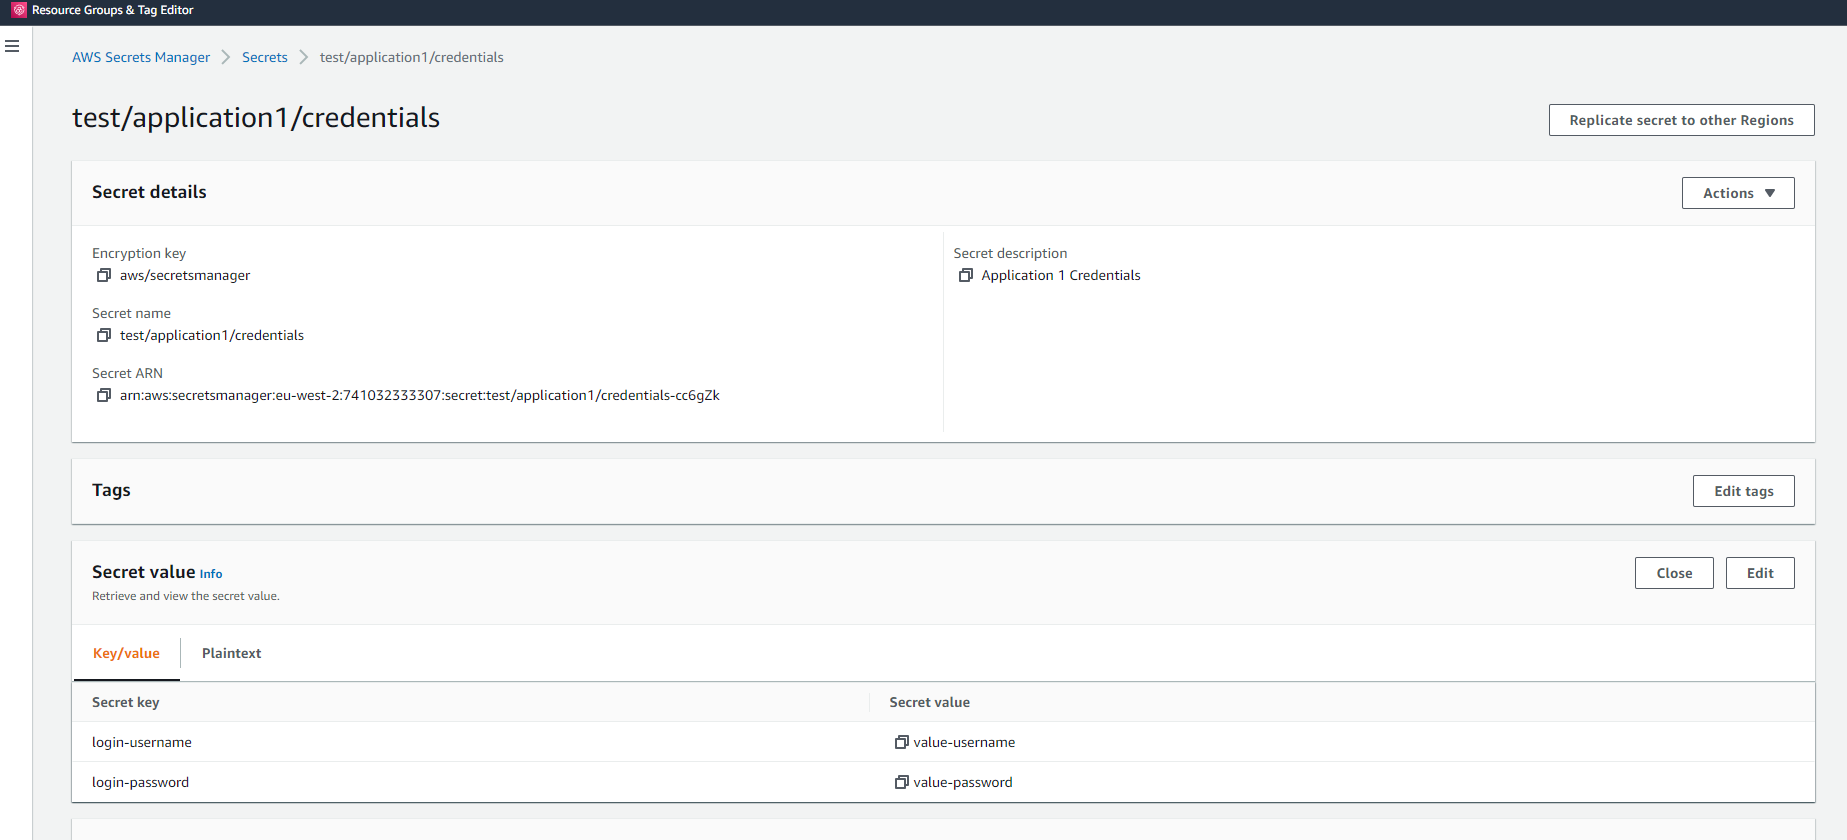 Resource Groups & Tag Editor
AWS Secrets Manager
Secrets
test/application1/credentials
test/application1/credentials
Replicate secret to other Regions
Secret details
Actions
Encryption key
aws/secretsmanager
Secret description
Application 1 Credentials
Secret name
test/application1/credentials
Secret ARN
arn:aws:secretsmanager:eu-west-2:741032333307:secret:test/application1/credentials-cc6gZk
Tags
Edit tags
Secret value Info
Retrieve and view the secret value.
Close
Edit
Key/value
Plaintext
Secret key
Secret value
login-username
value-username
login-password
value-password